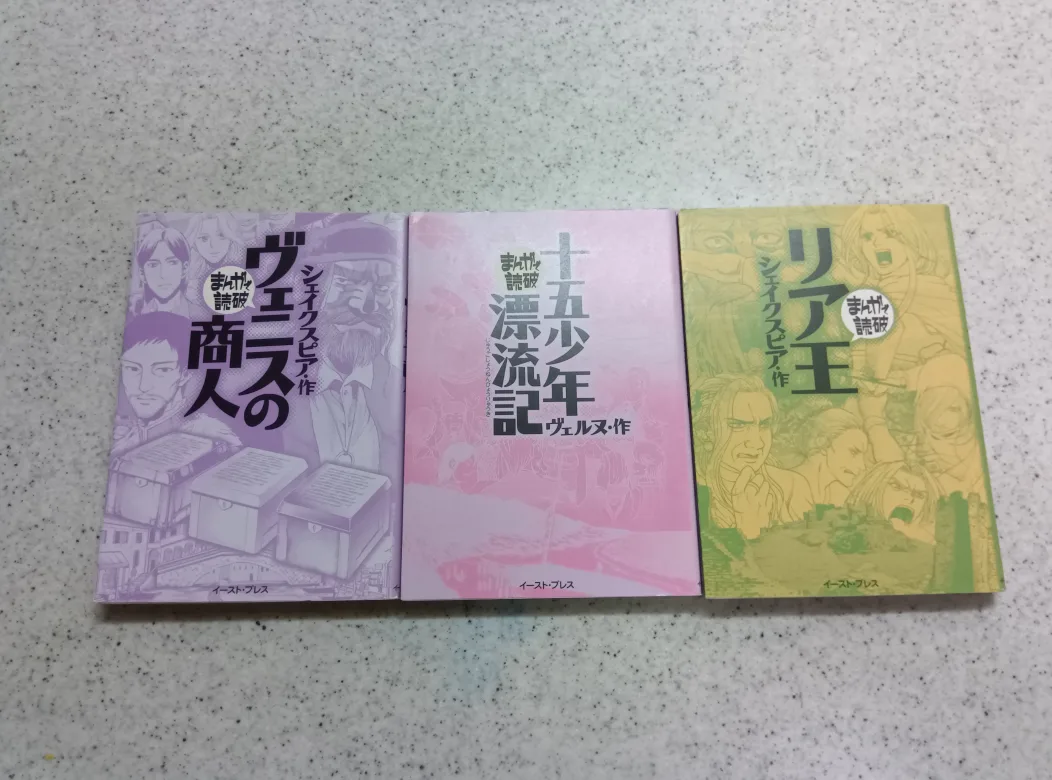 ヴェニスの
商人
シェイクスピア・作
まんがで
読破
イースト・プレス
十五少年
漂流記
ヴェルヌ・作
まんがで
読破
イースト・プレス
リア王
シェイクスピア・作
まんがで
読破
イースト・プレス